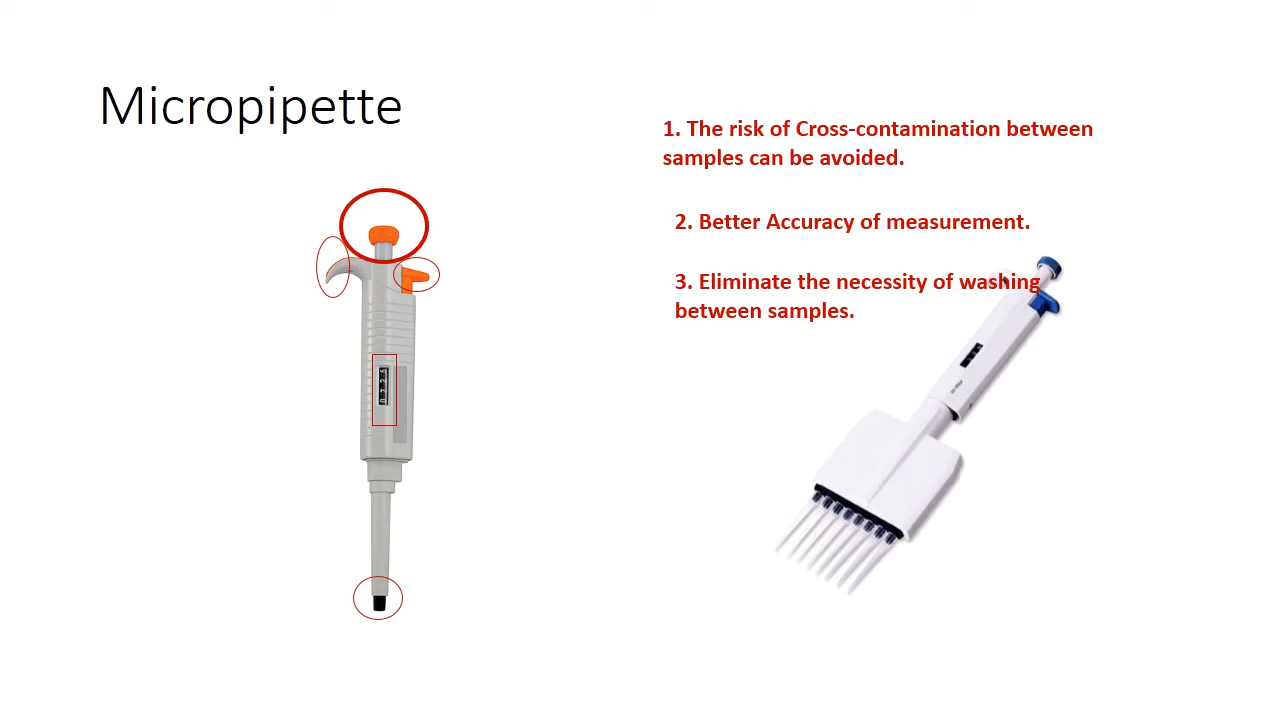 Micropipette
1. The risk of Cross-contamination between
samples can be avoided.
2. Better Accuracy of measurement.
3. Eliminate the necessity of washing
between samples.